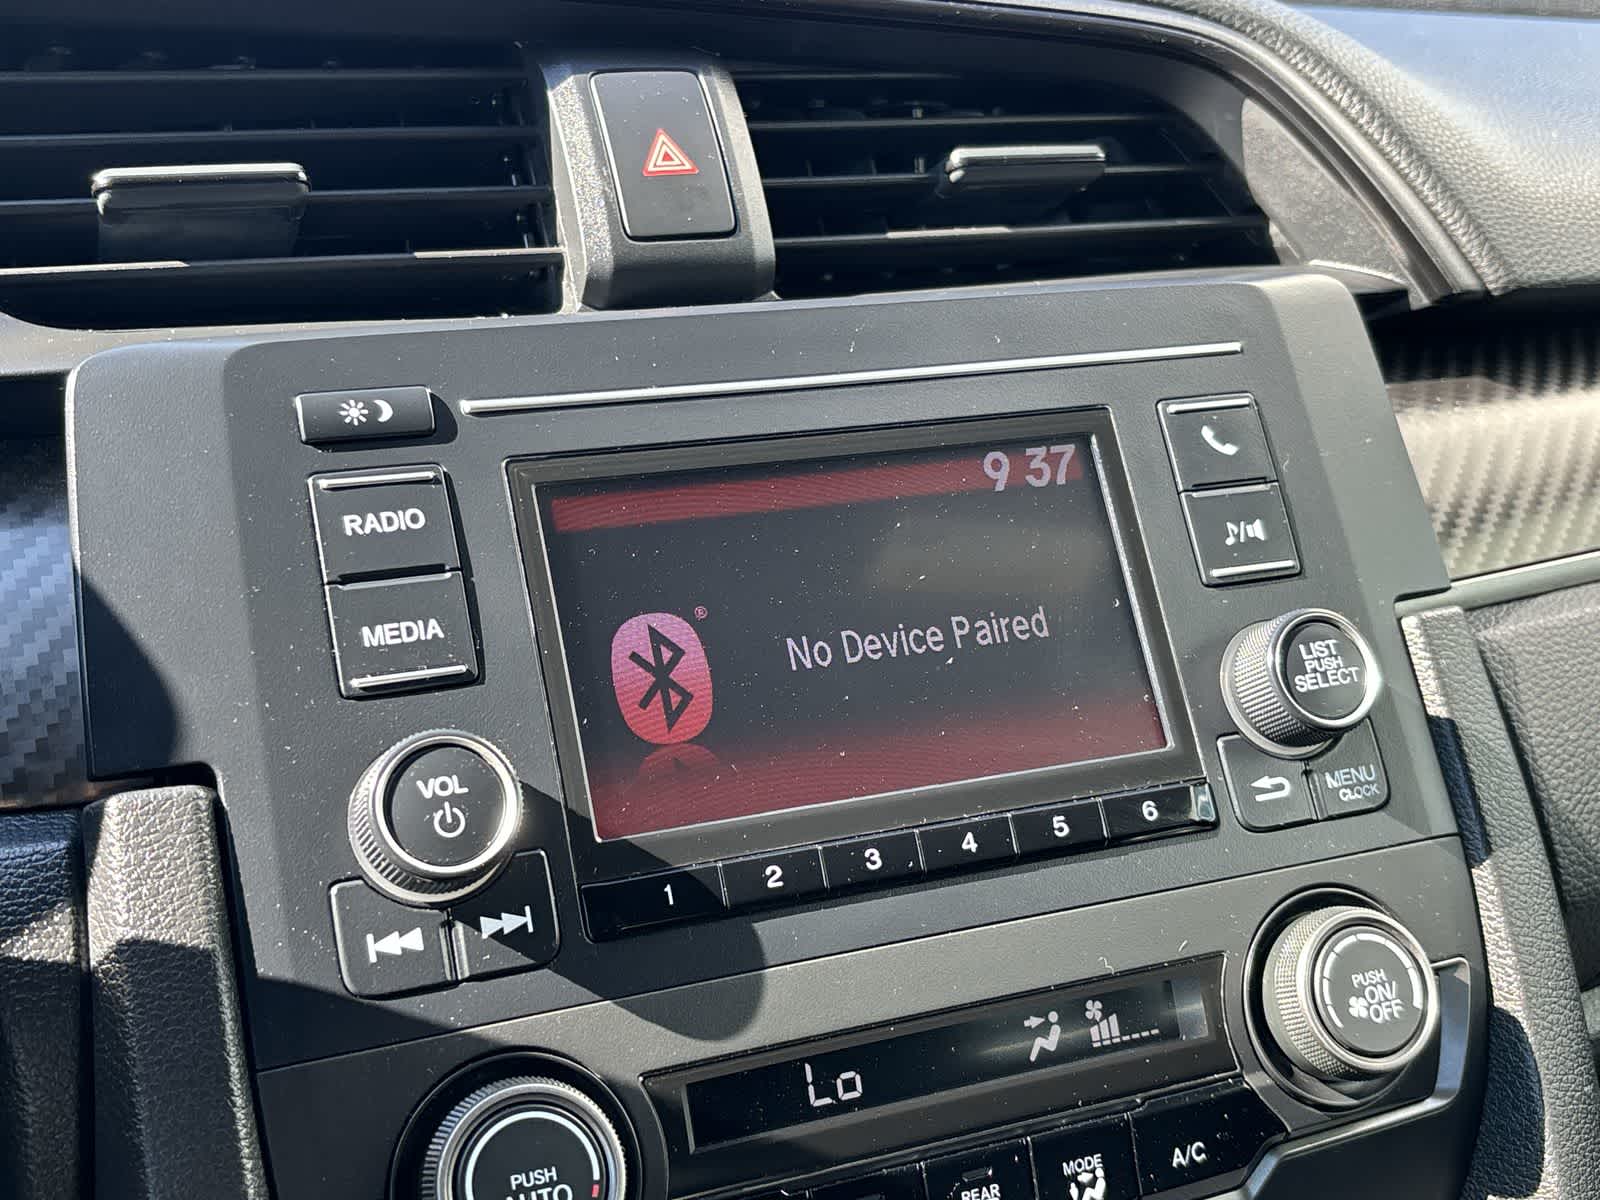 9 37
RADIO
MEDIA
®
No Device Paired
LIST
PUSH
SELECT
VOL
MENU
CLOCK
1 2 3 4 5 6
PUSH
ON/
OFF
Lo
PUSH
AUTO
REAR
MODE
A/C